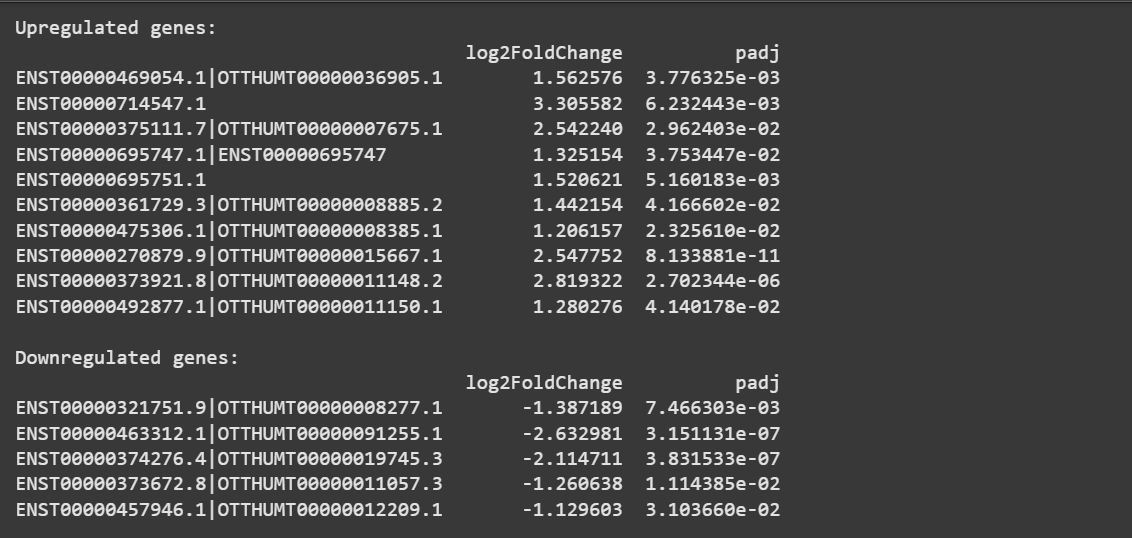 Upregulated genes:
log2FoldChange padj
ENST00000469054.1|OTTHUMT00000036905.1 1.562576 3.776325e-03
ENST00000714547.1 3.305582 6.232443e-03
ENST00000375111.7|OTTHUMT00000007675.1 2.542240 2.962403e-02
ENST00000695747.1|ENST00000695747 1.325154 3.753447e-02
ENST00000695751.1 1.520621 5.160183e-03
ENST00000361729.3|OTTHUMT00000008885.2 1.442154 4.166602e-02
ENST00000475306.1|OTTHUMT00000008385.1 1.206157 2.325610e-02
ENST00000270879.9|OTTHUMT00000015667.1 2.547752 8.133881e-11
ENST00000373921.8|OTTHUMT00000011148.2 2.819322 2.702344e-06
ENST00000492877.1|OTTHUMT00000011150.1 1.280276 4.140178e-02
Downregulated genes:
log2FoldChange padj
ENST00000321751.9|OTTHUMT00000008277.1 -1.387189 7.466303e-03
ENST00000463312.1|OTTHUMT00000091255.1 -2.632981 3.151131e-07
ENST00000374276.4|OTTHUMT00000019745.3 -2.114711 3.831533e-07
ENST00000373672.8|OTTHUMT00000011057.3 -1.260638 1.114385e-02
ENST00000457946.1|OTTHUMT00000012209.1 -1.129603 3.103660e-02